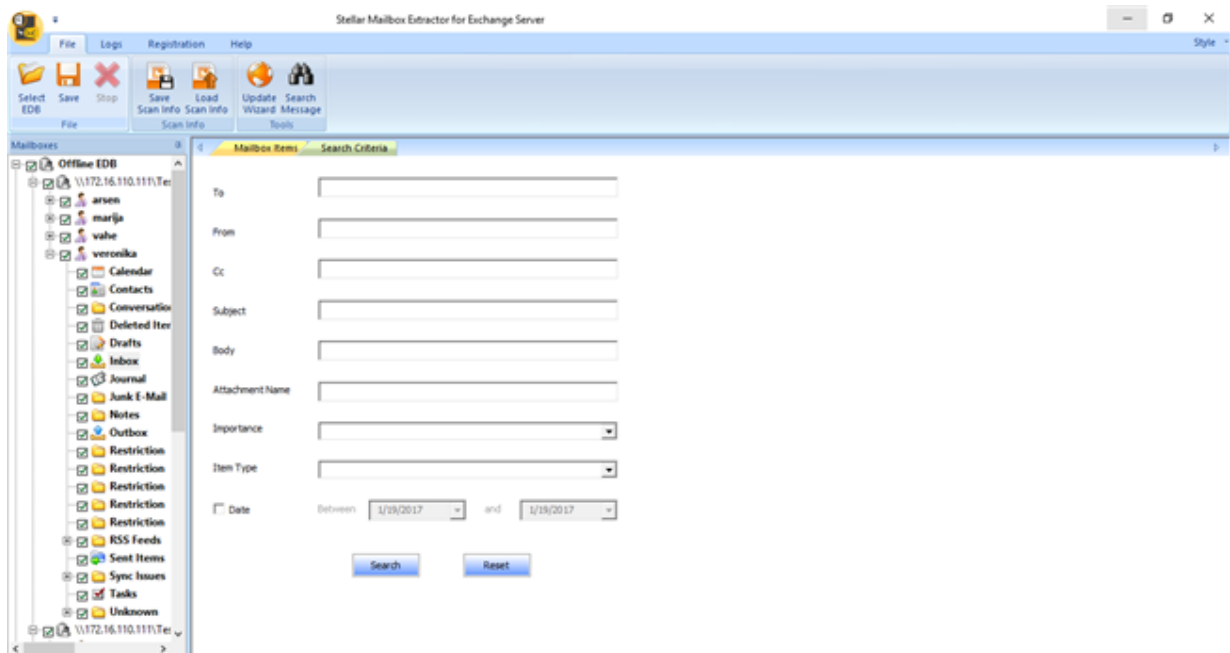 Stellar Mailbox Extractor for Exchange Server
File Logs Registration Help Style
Select EDB
Save
Stop
Save Scan Info
Load Scan Info
Update Wizard
Search Message
File Scan Info Tools
Mailboxes
Mailbox Items Search Criteria
Offline EDB
\\172.16.110.111\Te
arsen
marija
vahe
veronika
Calendar
Contacts
Conversatio
Deleted Iter
Drafts
Inbox
Journal
Junk E-Mail
Notes
Outbox
Restriction
Restriction
Restriction
Restriction
Restriction
RSS Feeds
Sent Items
Sync Issues
Tasks
Unknown
\\172.16.110.111\Te
To
From
Cc
Subject
Body
Attachment Name
Importance
Item Type
Date Between 1/19/2017 and 1/19/2017
Search Reset